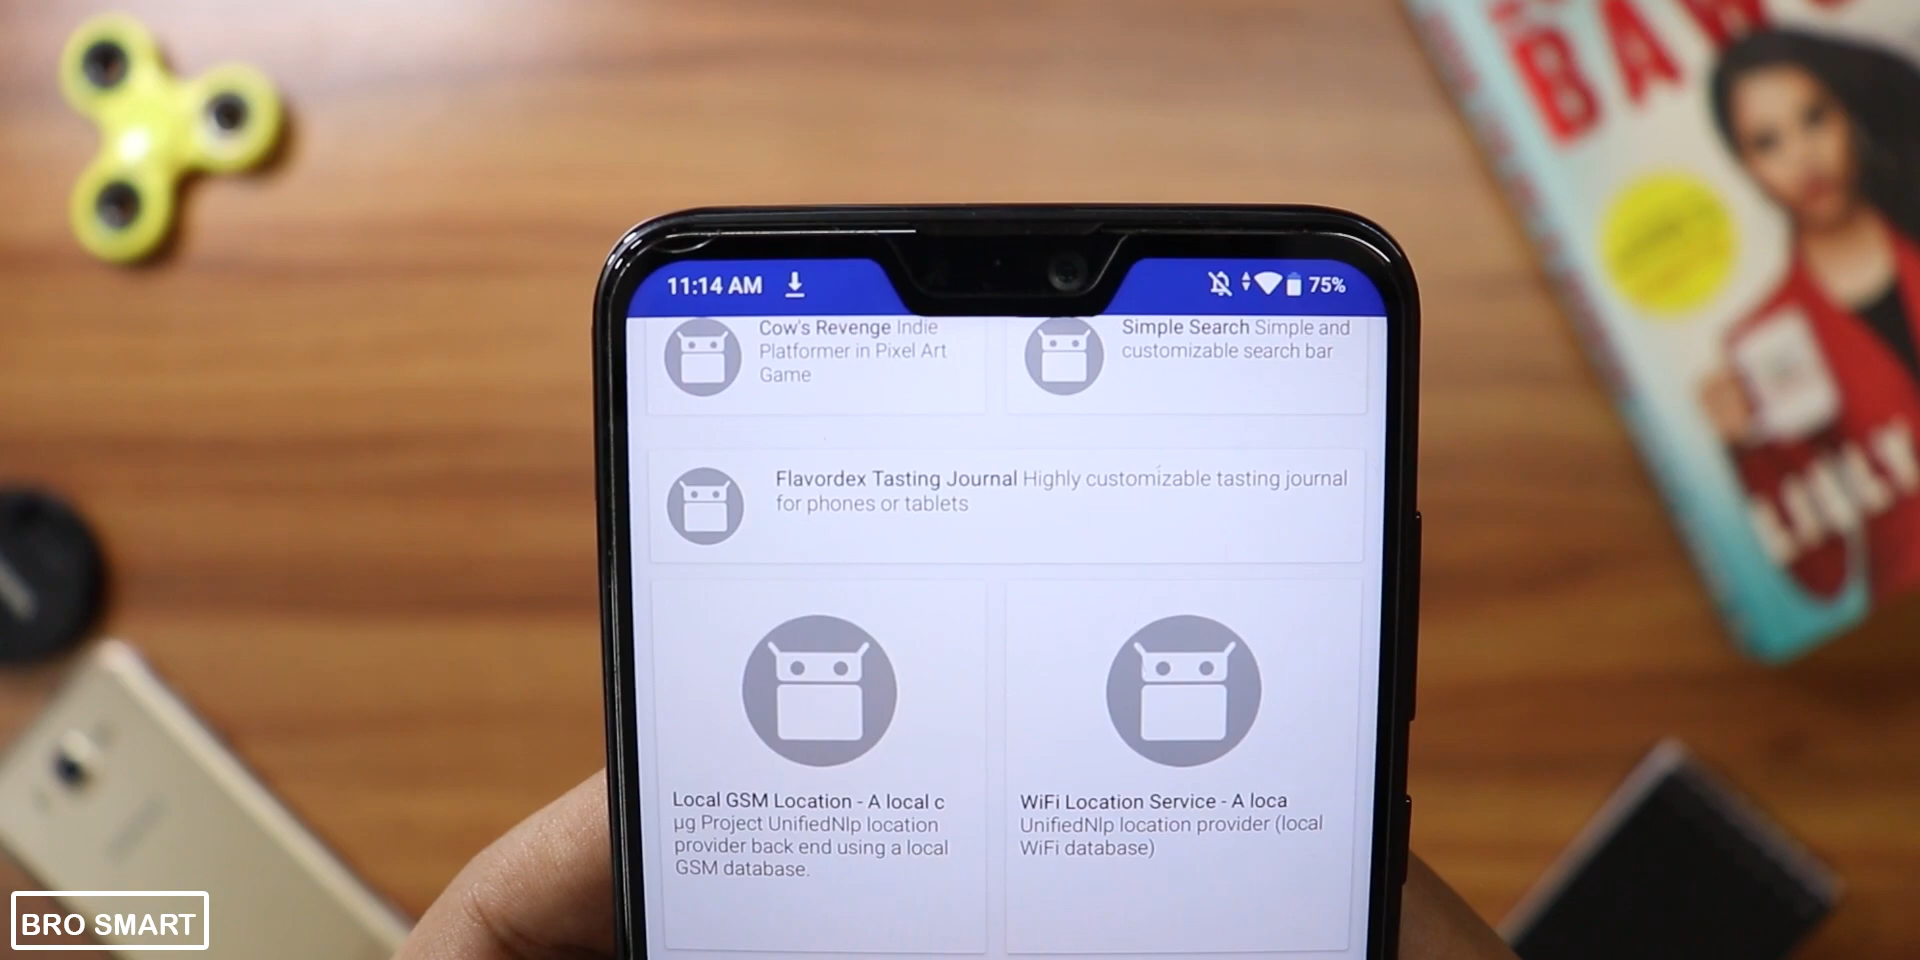 BAWS
11:14 AM
75%
Cow's Revenge Indie
Platformer in Pixel Art
Game
Simple Search Simple and
customizable search bar
Flavordex Tasting Journal Highly customizable tasting journal
for phones or tablets
Local GSM Location - A local c
µg Project UnifiedNlp location
provider back end using a local
GSM database.
WiFi Location Service - A loca
UnifiedNlp location provider (local
WiFi database)
LILLY
BRO SMART